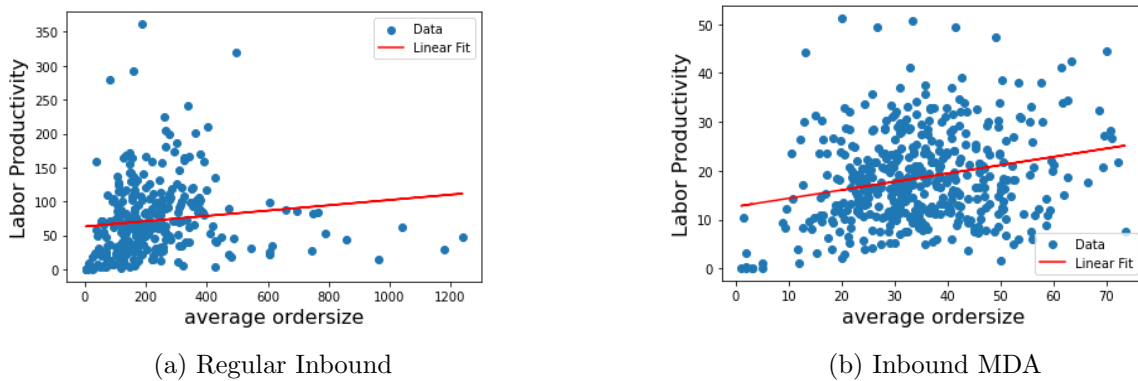 350
300
250
200
150
100
50
0
Labor Productivity
Data
Linear Fit
0 200 400 600 800 1000 1200
average ordersize
(a) Regular Inbound
50
40
30
20
10
0
Labor Productivity
Data
Linear Fit
0 10 20 30 40 50 60 70
average ordersize
(b) Inbound MDA